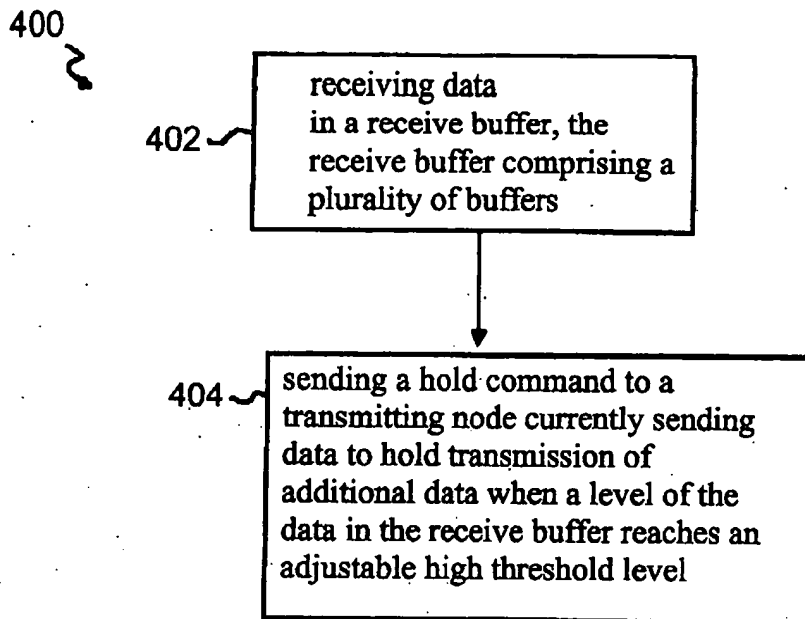 400
402
receiving data
in a receive buffer, the
receive buffer comprising a
plurality of buffers
404
sending a hold command to a
transmitting node currently sending
data to hold transmission of
additional data when a level of the
data in the receive buffer reaches an
adjustable high threshold level